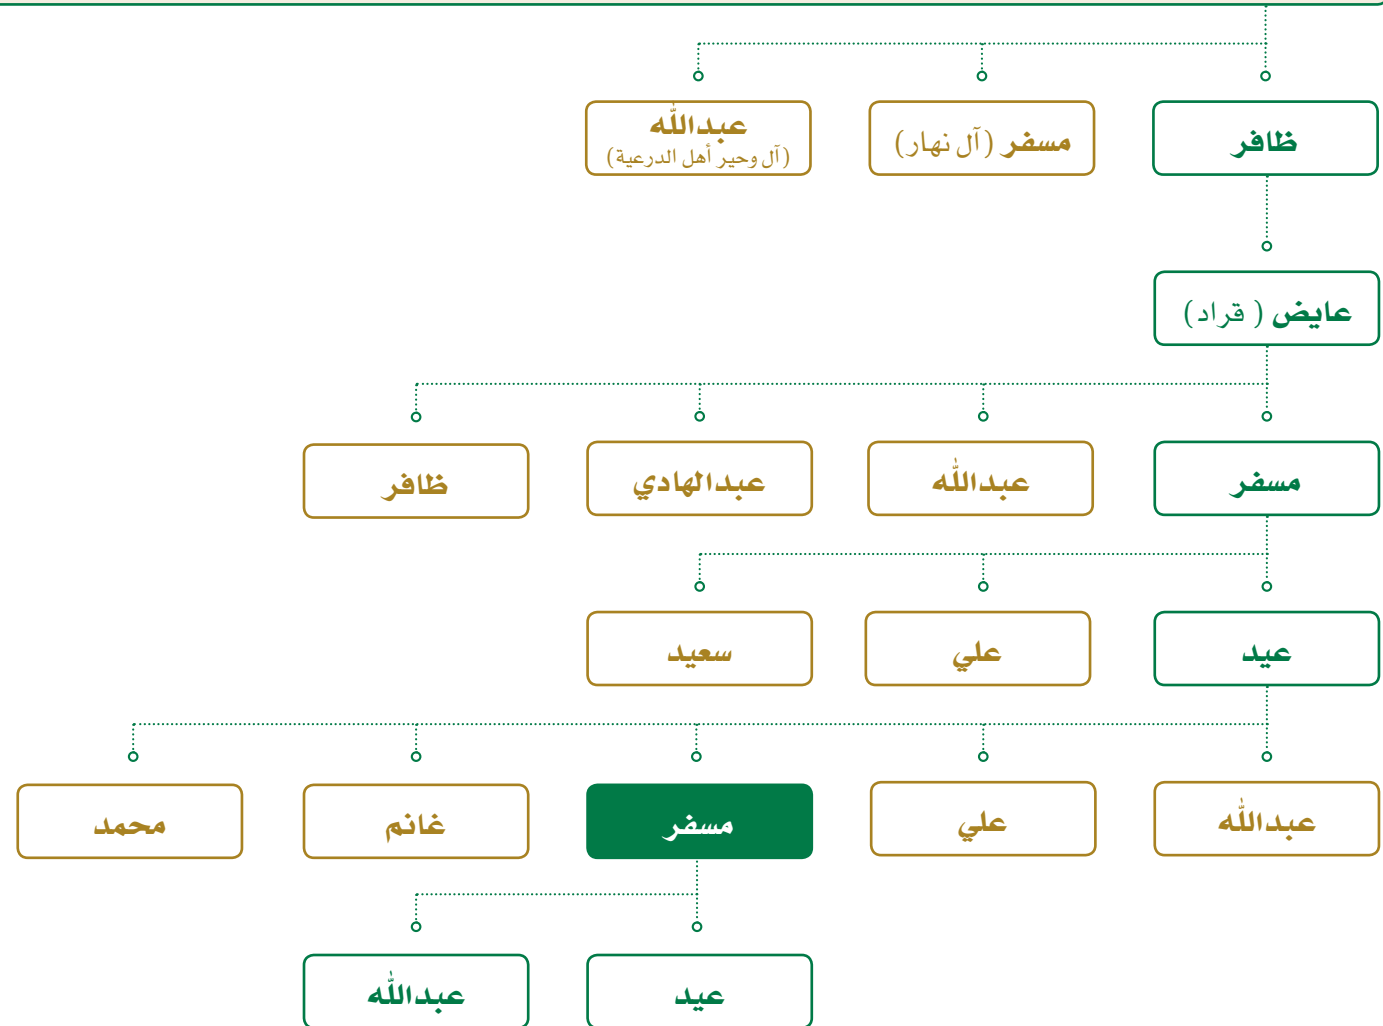 ظافر
مسفر (آل نهار)
عبدالله
(آل وحير أهل الدرعية)
عايض ( قراد)
مسفر
عبدالله
عبدالهادي
ظافر
عيد
علي
سعيد
عبدالله
علي
مسفر
غانم
محمد
عيد
عبدالله